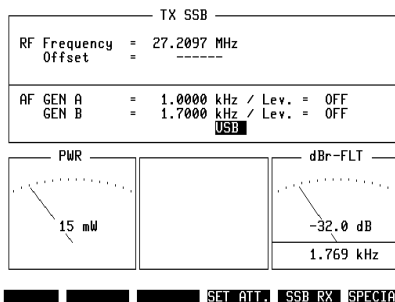 TX SSB
RF Frequency = 27.2097 MHz
Offset = ------
AF GEN A = 1.0000 kHz / Lev. = OFF
GEN B = 1.7000 kHz / Lev. = OFF
USB
PWR
dBr-FLT
15 mW
-32.0 dB
1.769 kHz
SET ATT. SSB RX SPECIA